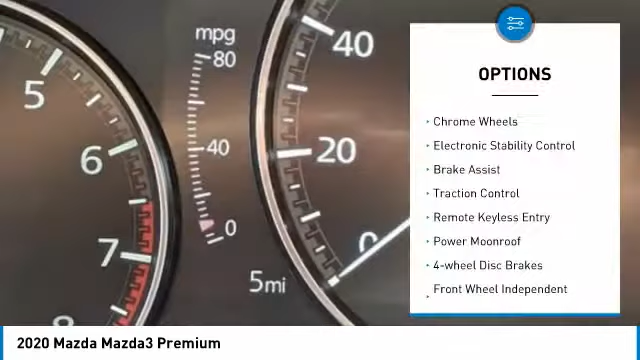 5
6
7
8
mpg
80
40
0
5mi
40
20
0
OPTIONS
Chrome Wheels
Electronic Stability Control
Brake Assist
Traction Control
Remote Keyless Entry
Power Moonroof
4-wheel Disc Brakes
Front Wheel Independent
2020 Mazda Mazda3 Premium